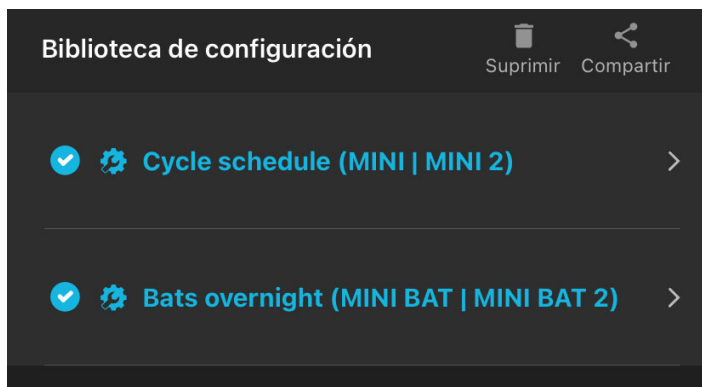 Biblioteca de configuración
Suprimir
Compartir
Cycle schedule (MINI | MINI 2)
Bats overnight (MINI BAT | MINI BAT 2)